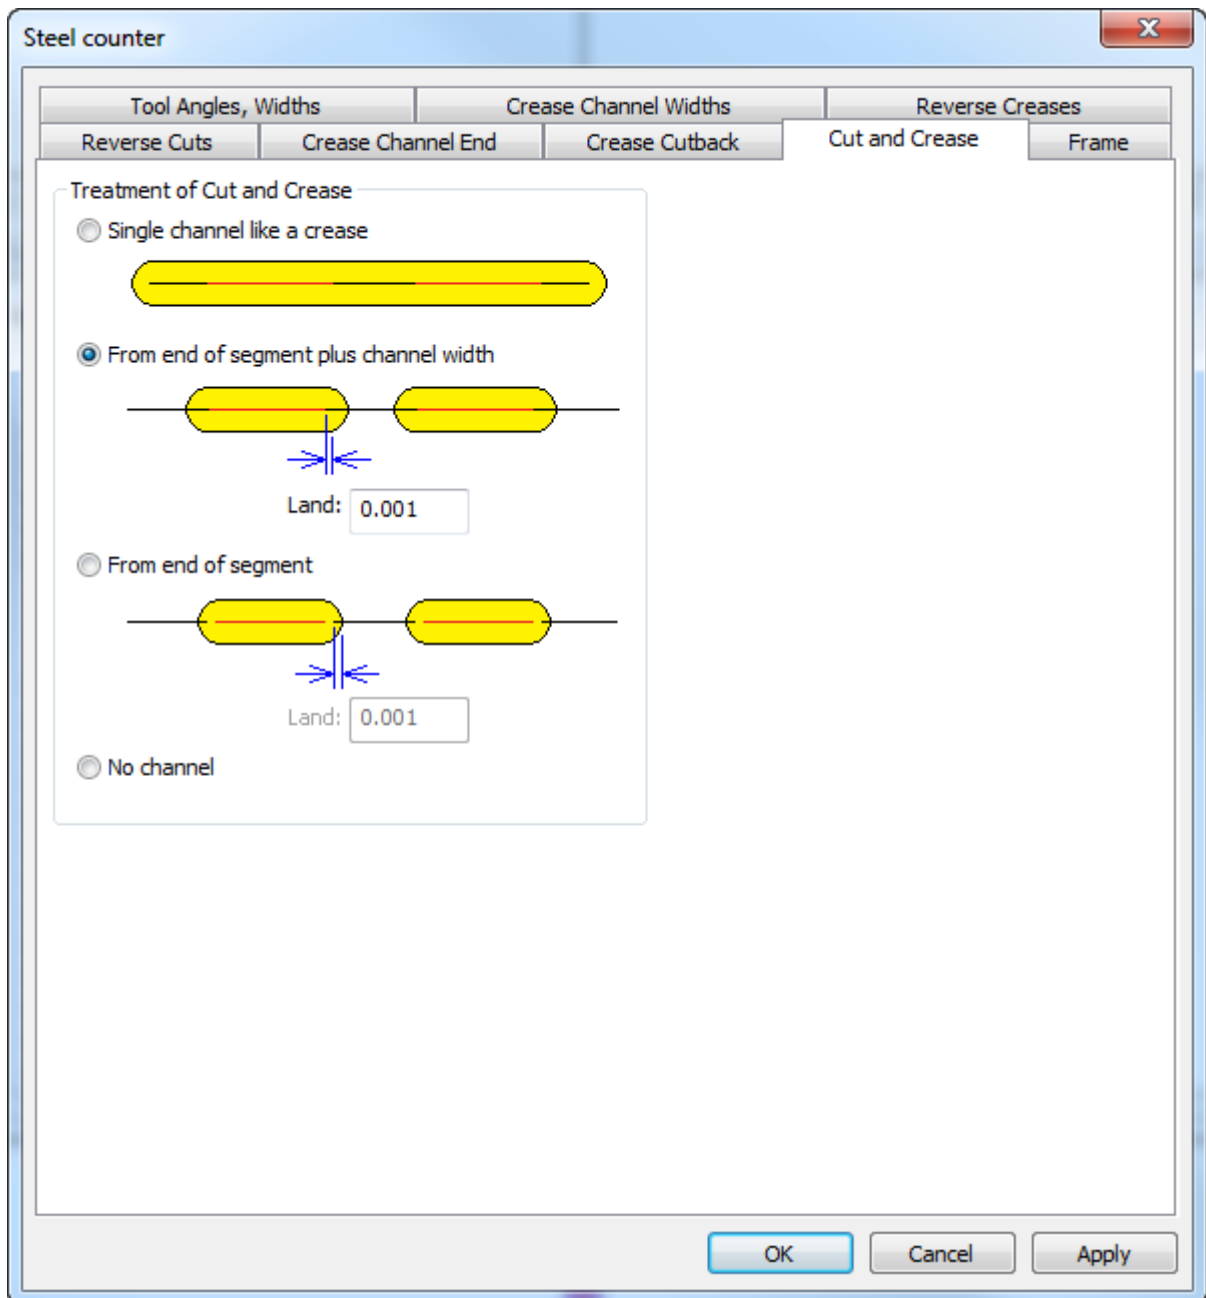 Steel counter
Tool Angles, Widths Crease Channel Widths Reverse Creases
Reverse Cuts Crease Channel End Crease Cutback Cut and Crease Frame
Treatment of Cut and Crease
Single channel like a crease
From end of segment plus channel width
Land: 0.001
From end of segment
Land: 0.001
No channel
OK Cancel Apply